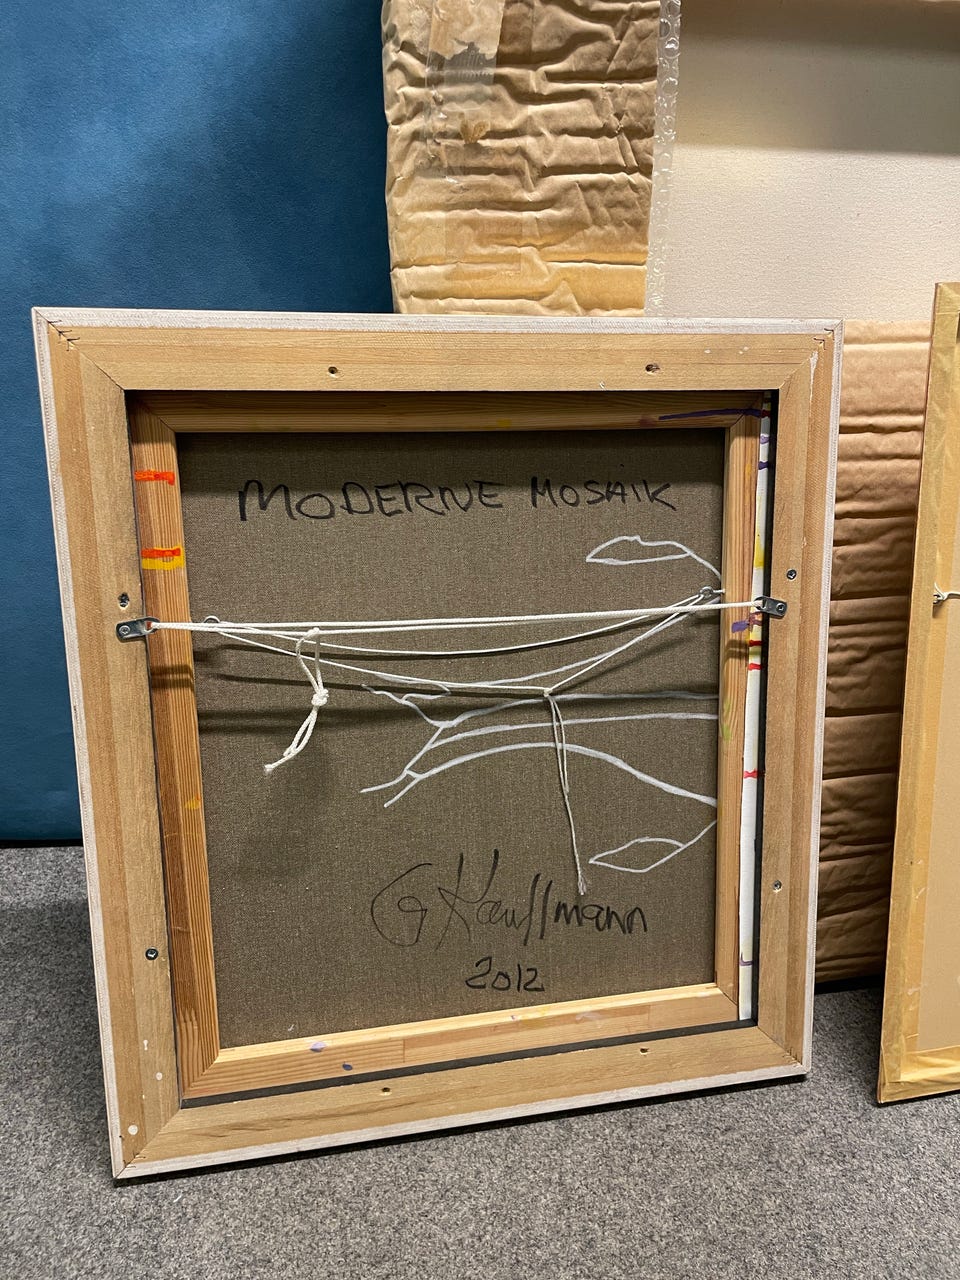 MODERNE MOSAIK
G Kauffmann
2012